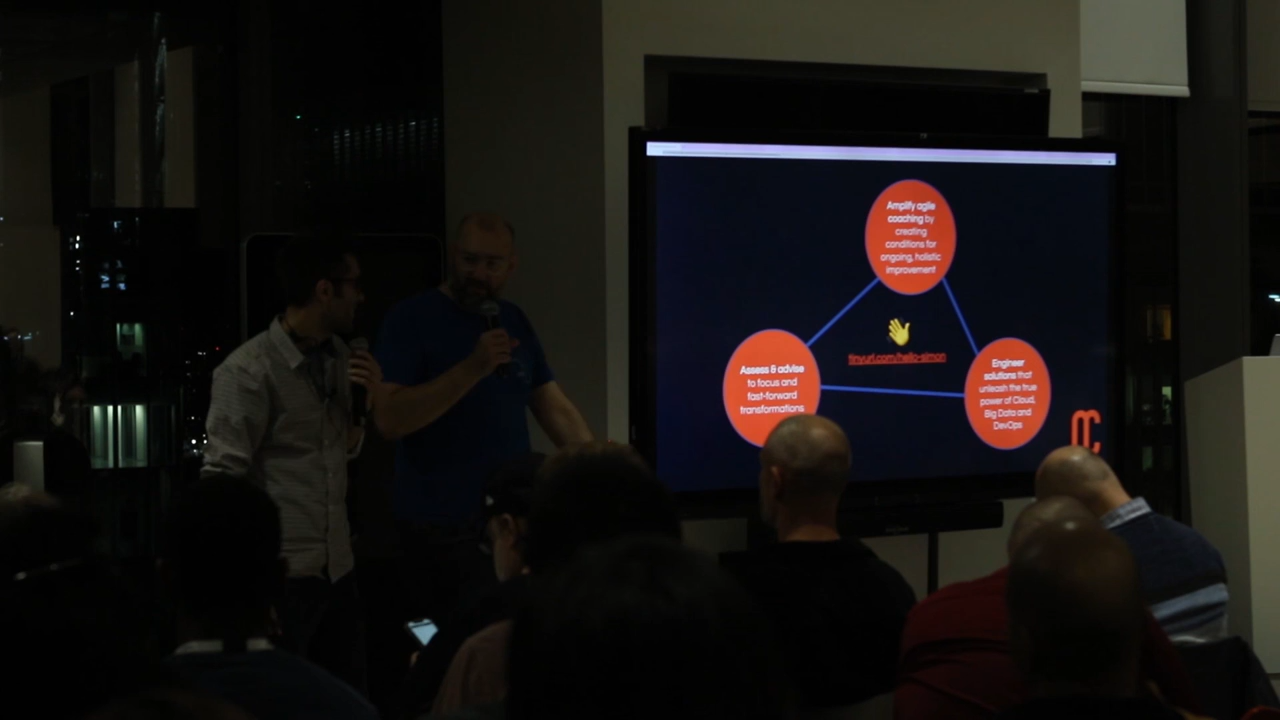 Amplify agile
coaching by
creating
conditions for
ongoing, holistic
improvement
tinyurl.com/hello-simon
Assess & advise
to focus and
fast-forward
transformations
Engineer
solutions that
unleash the true
power of Cloud,
Big Data and
DevOps